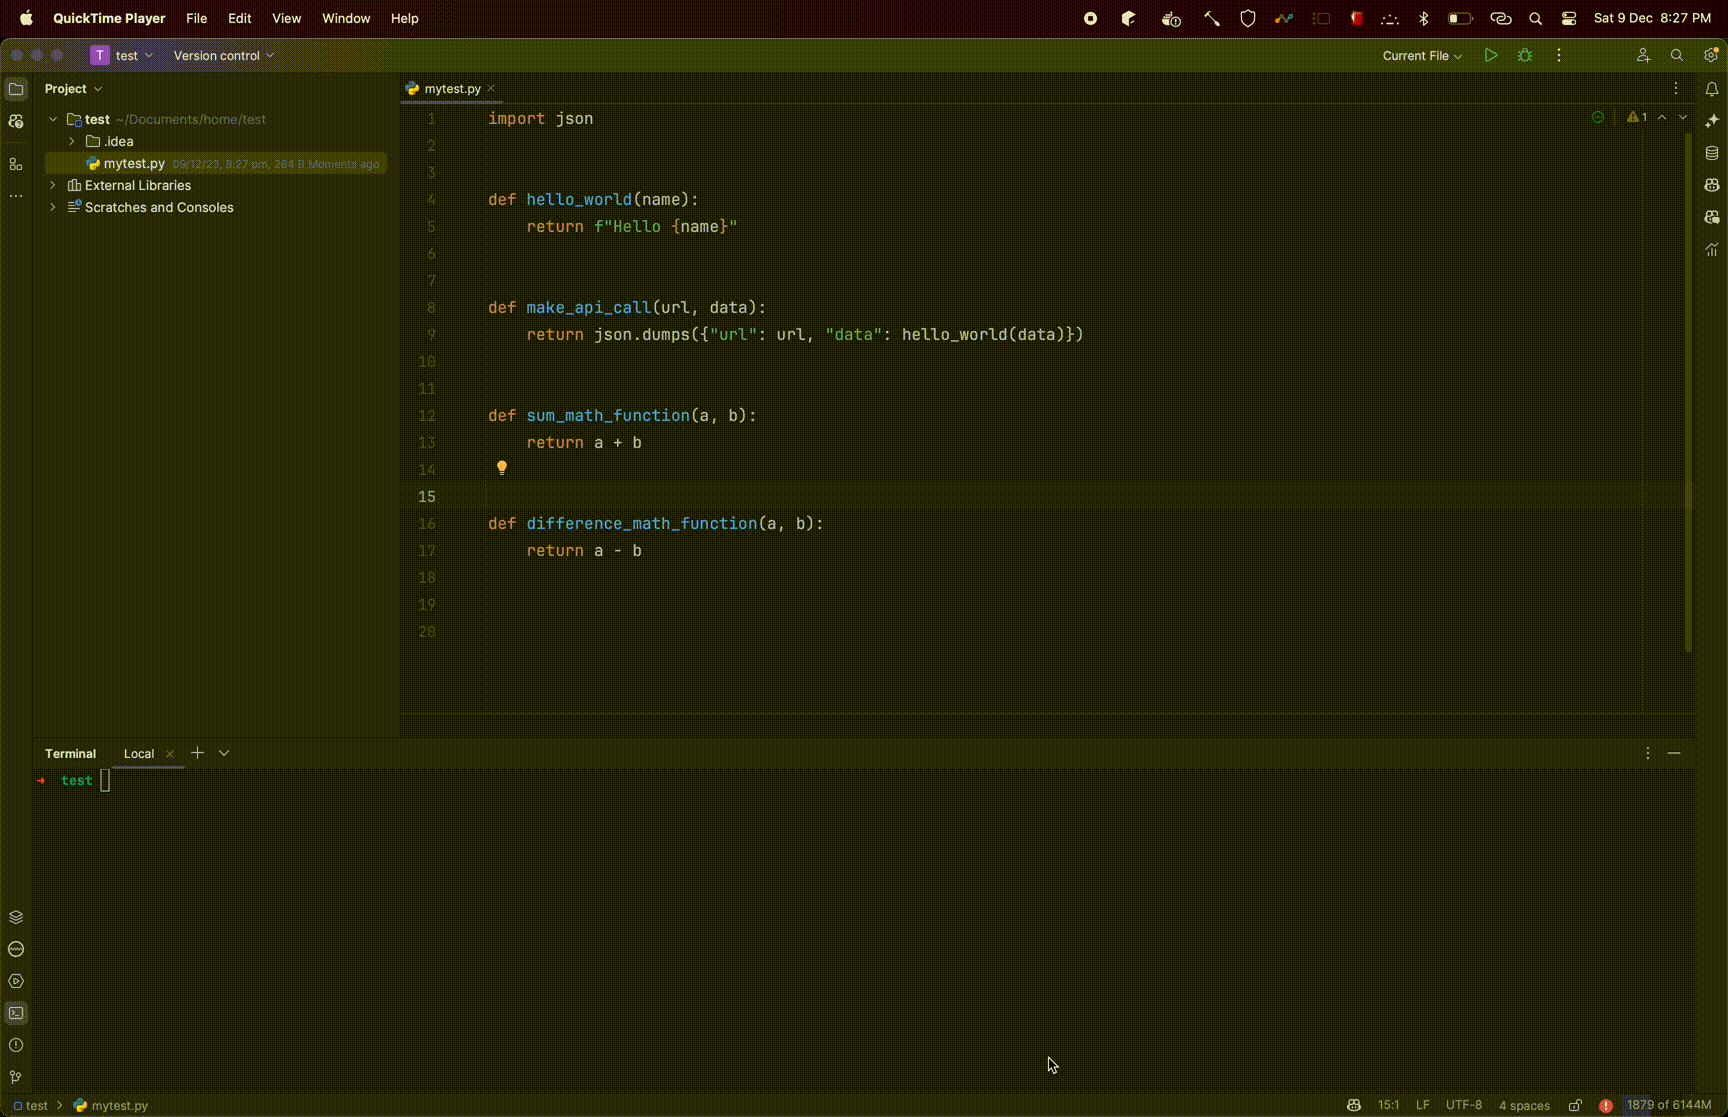 QuickTime Player File Edit View Window Help Sat 9 Dec 8:27 PM
T test Version control Current File
Project
mytest.py
test ~/Documents/home/test
.idea
mytest.py 09/12/23, 8:27 pm, 264 B Moments ago
External Libraries
Scratches and Consoles
1 import json
1
2
3
4 def hello_world(name):
5 return f"Hello {name}"
6
7
8 def make_api_call(url, data):
9 return json.dumps({"url": url, "data": hello_world(data)})
10
11
12 def sum_math_function(a, b):
13 return a + b
14
15
16 def difference_math_function(a, b):
17 return a - b
18
19
20
Terminal Local
→ test
test > mytest.py 15:1 LF UTF-8 4 spaces 1879 of 6144M